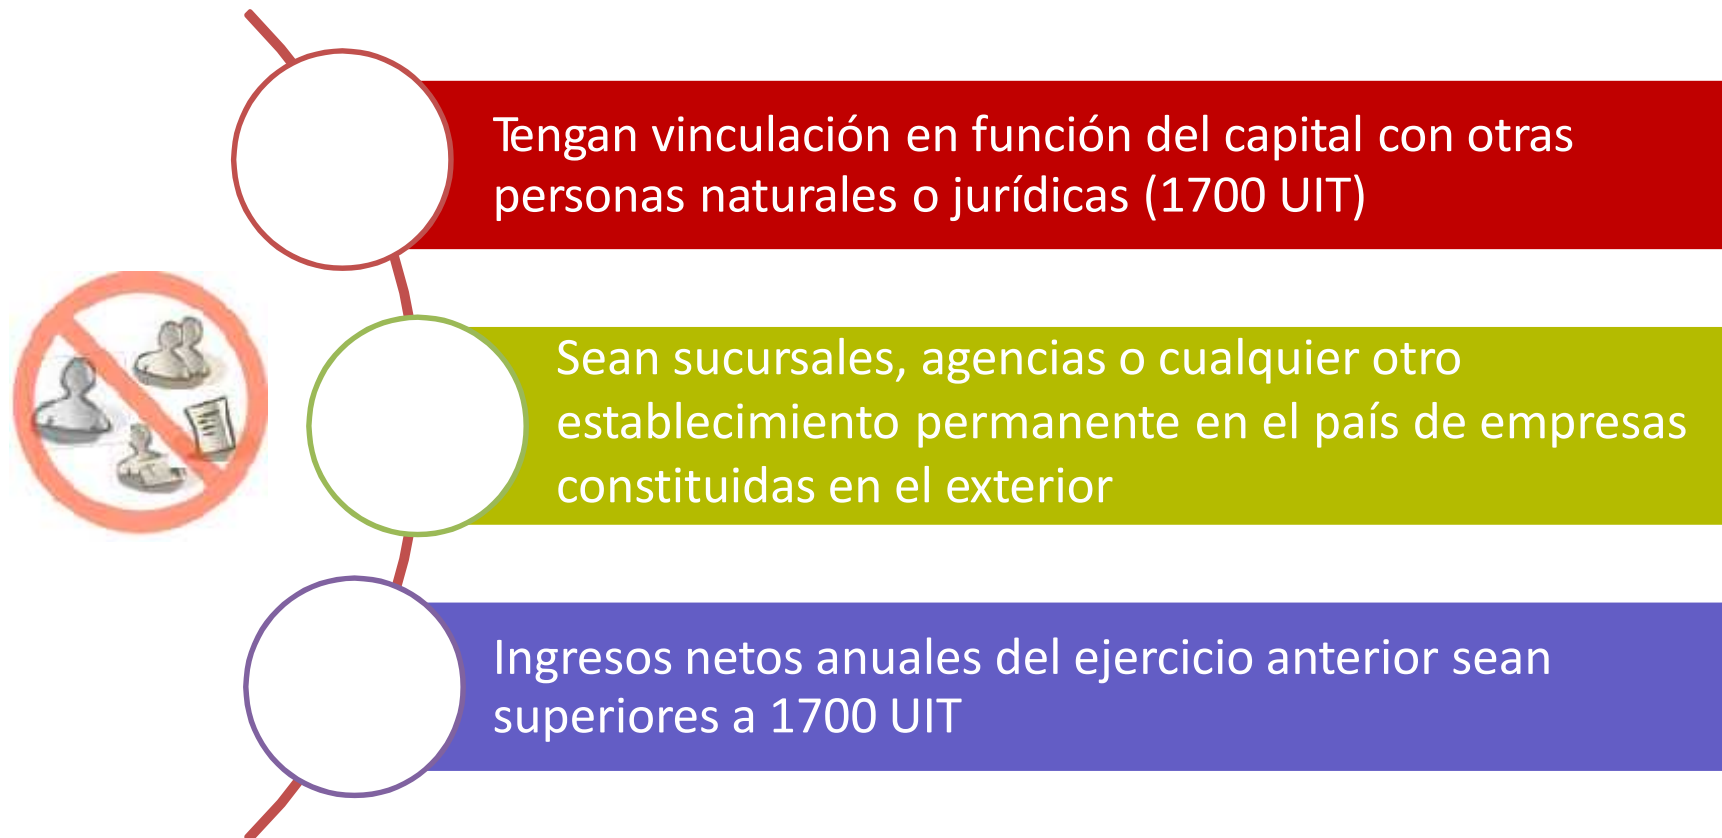 Tengan vinculación en función del capital con otras
personas naturales o jurídicas (1700 UIT)
Sean sucursales, agencias o cualquier otro
establecimiento permanente en el país de empresas
constituidas en el exterior
Ingresos netos anuales del ejercicio anterior sean
superiores a 1700 UIT